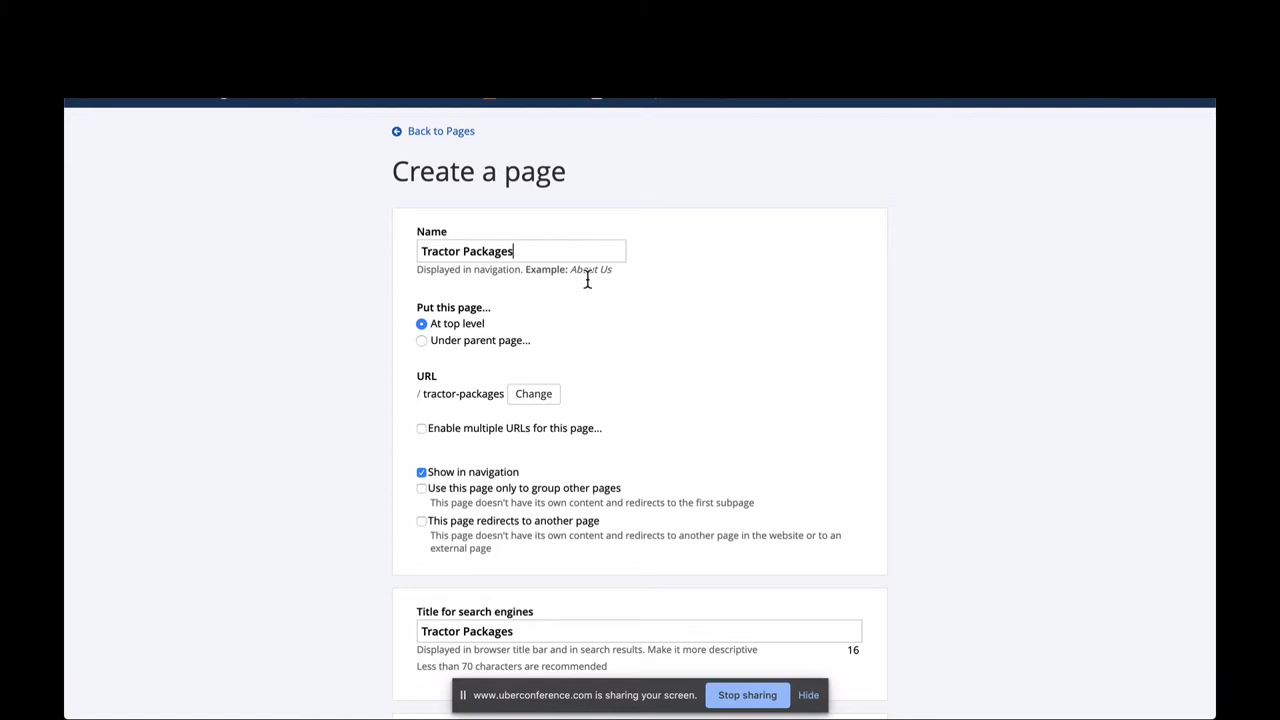 Back to Pages
Create a page
Name
Tractor Packages
Displayed in navigation. Example: About Us
Put this page...
At top level
Under parent page...
URL
/ tractor-packages Change
Enable multiple URLs for this page...
Show in navigation
Use this page only to group other pages
This page doesn't have its own content and redirects to the first subpage
This page redirects to another page
This page doesn't have its own content and redirects to another page in the website or to an
external page
Title for search engines
Tractor Packages
Displayed in browser title bar and in search results. Make it more descriptive 16
Less than 70 characters are recommended
www.uberconference.com is sharing your screen. Stop sharing Hide